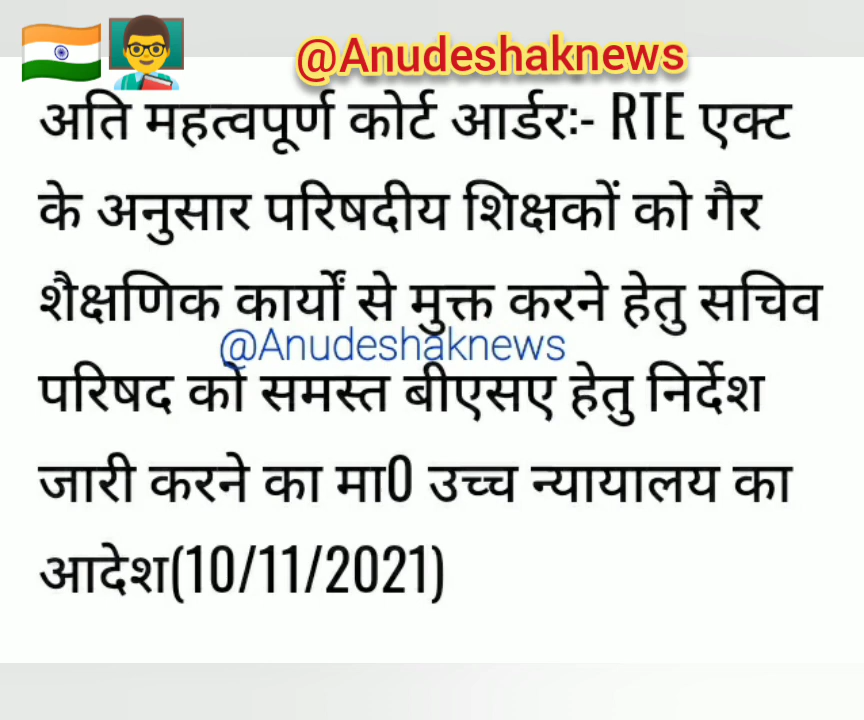 @Anudeshaknews
अति महत्वपूर्ण कोर्ट आर्डरः- RTE एक्ट
के अनुसार परिषदीय शिक्षकों को गैर
शैक्षणिक कार्यों से मुक्त करने हेतु सचिव
@Anudeshaknews
परिषद को समस्त बीएसए हेतु निर्देश
जारी करने का मा0 उच्च न्यायालय का
आदेश(10/11/2021)